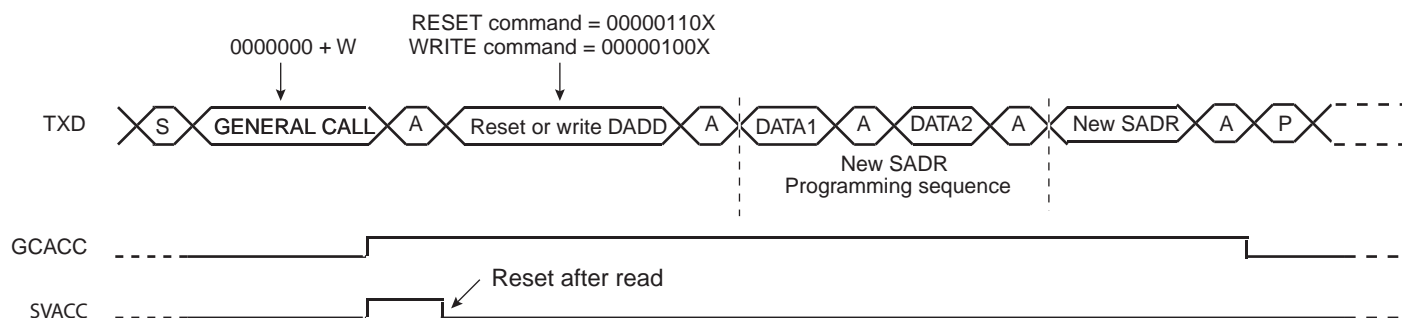 RESET command = 00000110X
0000000 + W
WRITE command = 00000100X
TXD
S
GENERAL CALL
A
Reset or write DADD
A
DATA1
A
DATA2
A
New SADR
A
P
New SADR
Programming sequence
GCACC
Reset after read
SVACC